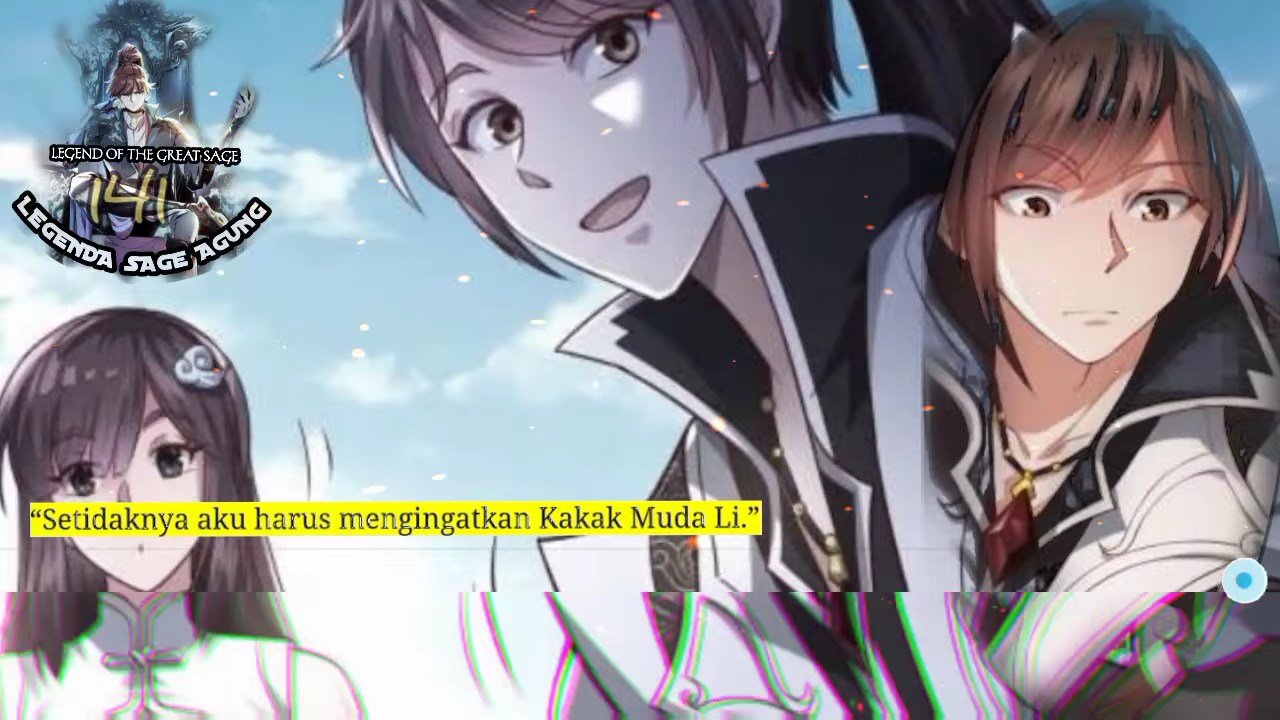 LEGEND OF THE GREAT SAGE
141
LEGENDA SAGE AGUNG
“Setidaknya aku harus mengingatkan Kakak Muda Li.”